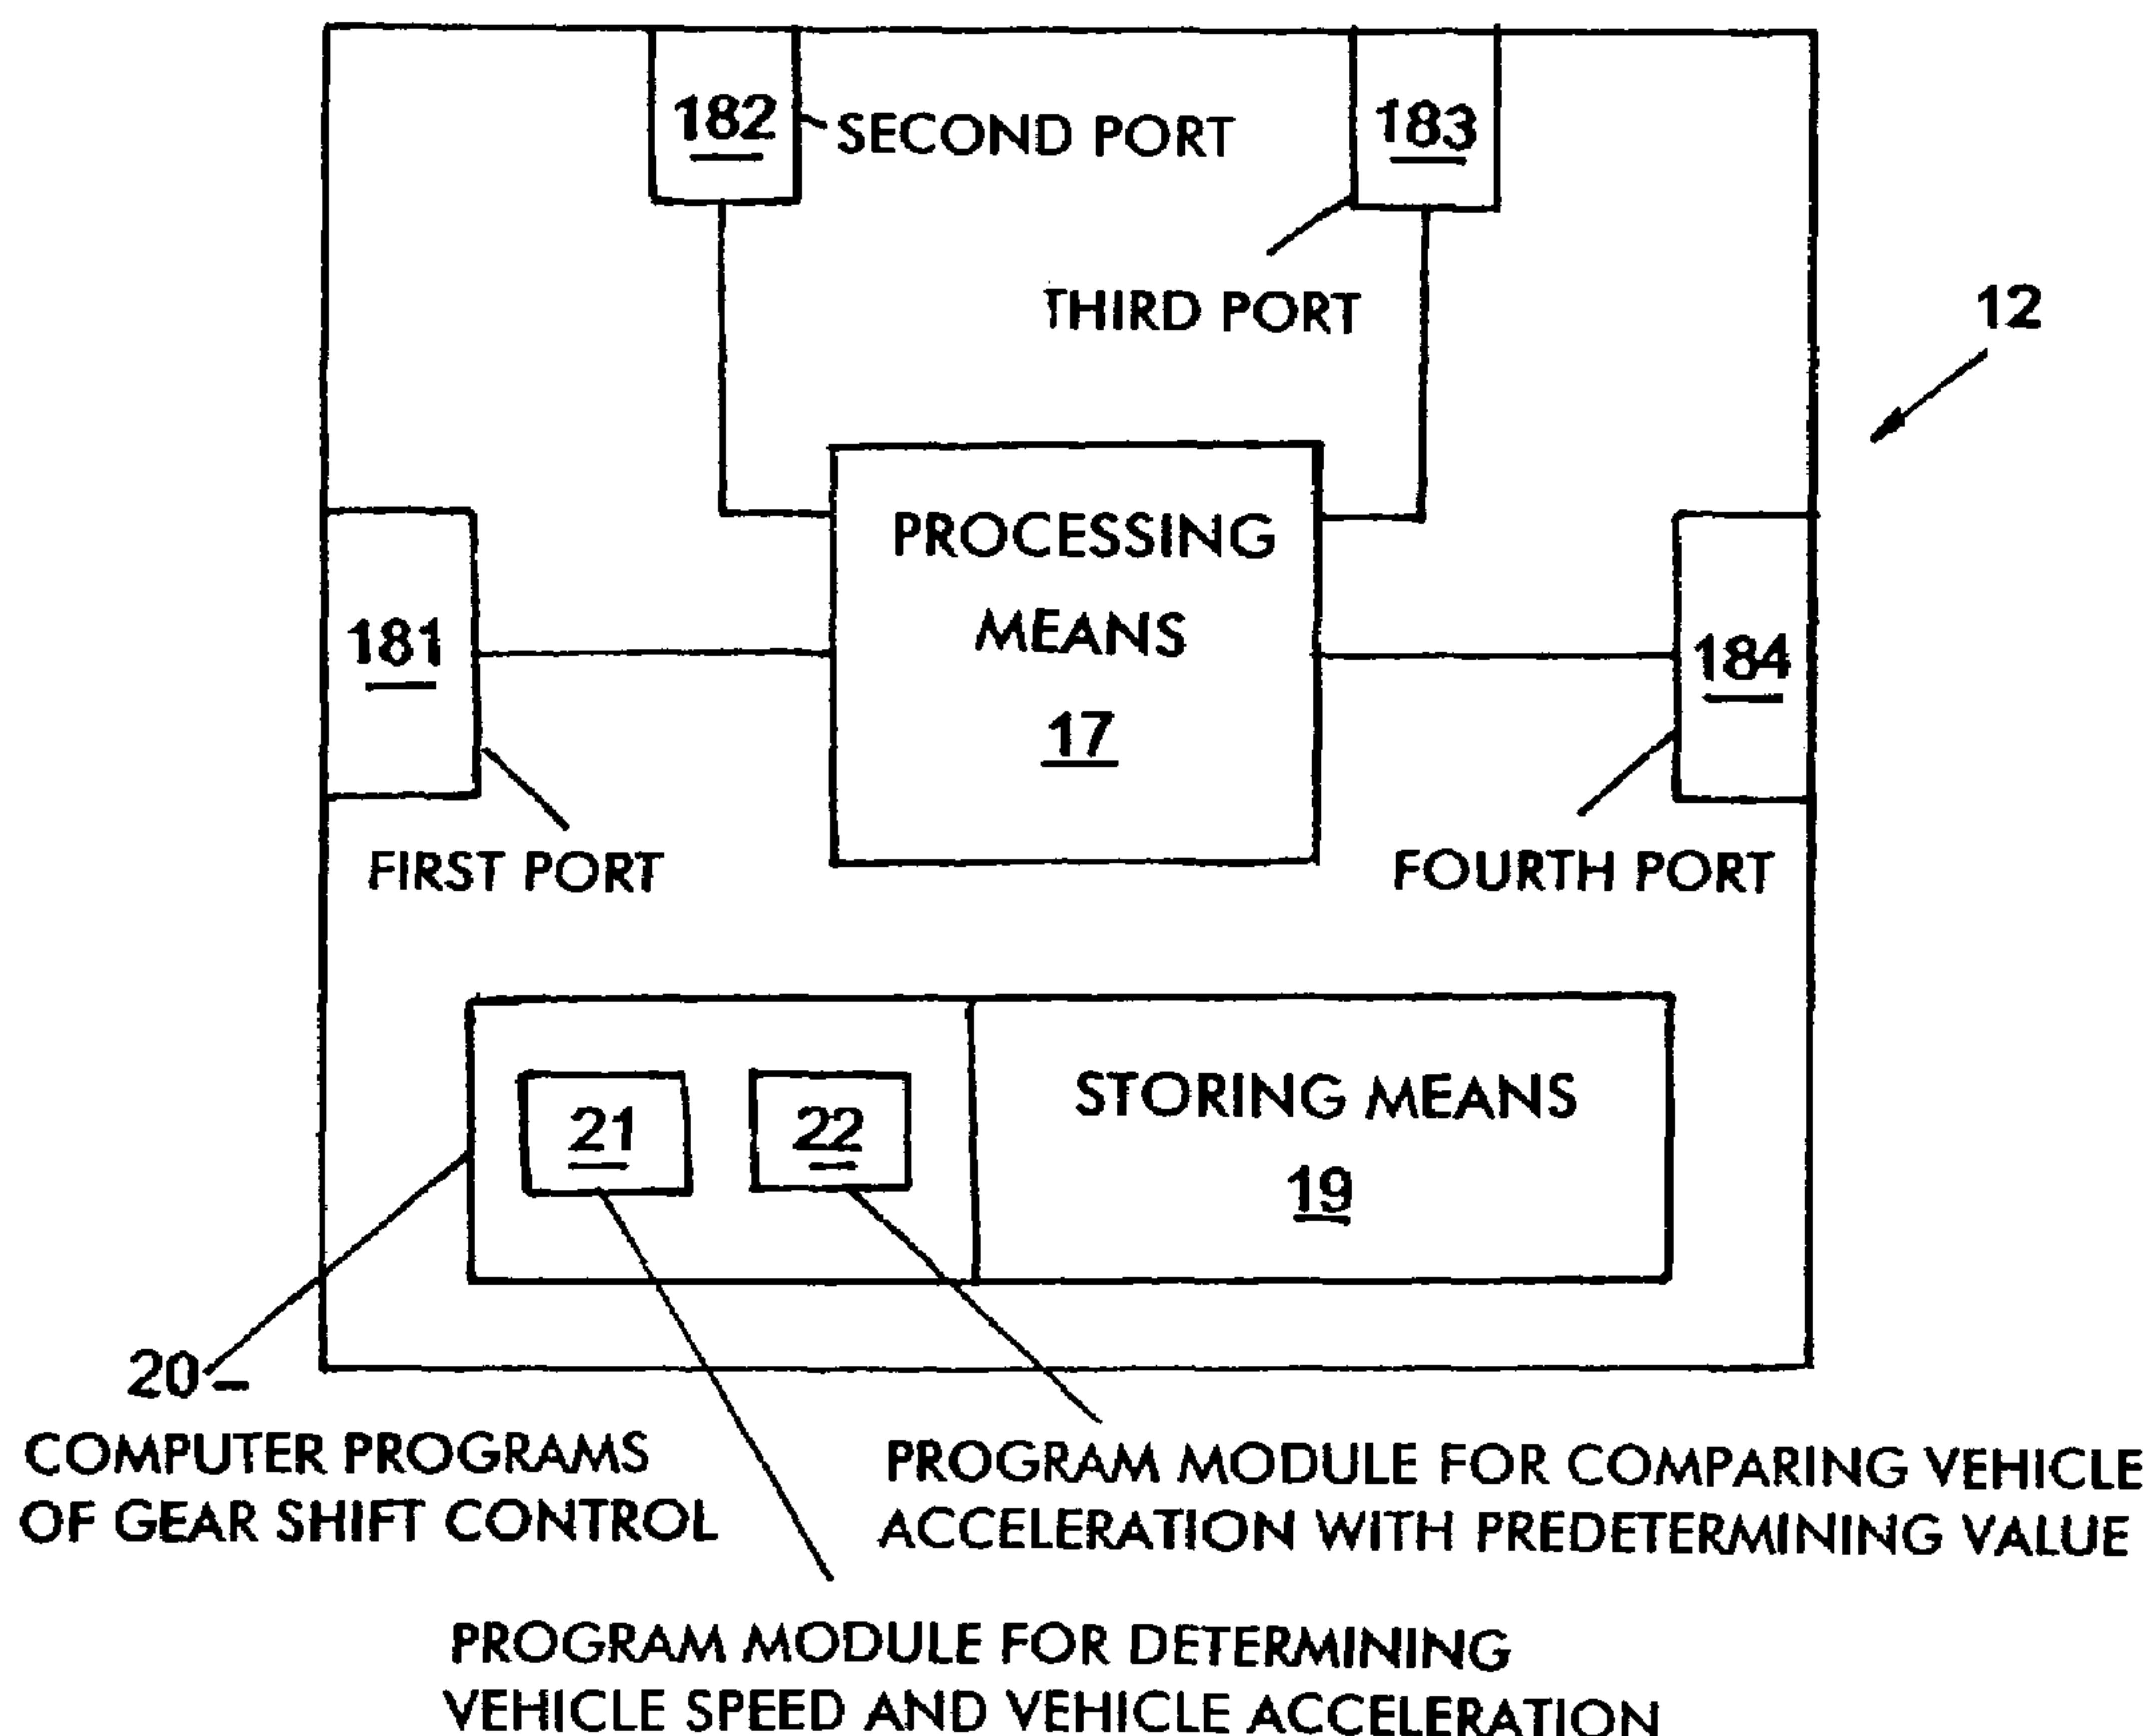 182
SECOND PORT
183
THIRD PORT
12
PROCESSING
MEANS
17
181
184
FIRST PORT
FOURTH PORT
21
22
STORING MEANS
19
20
COMPUTER PROGRAMS
OF GEAR SHIFT CONTROL
PROGRAM MODULE FOR COMPARING VEHICLE
ACCELERATION WITH PREDETERMINING VALUE
PROGRAM MODULE FOR DETERMINING
VEHICLE SPEED AND VEHICLE ACCELERATION